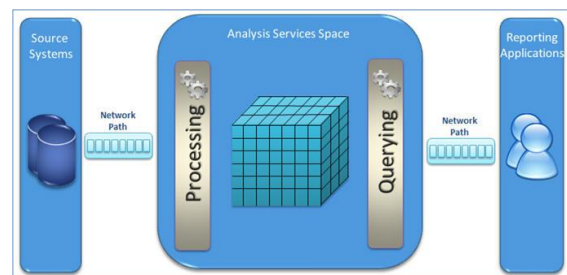 Source
Systems
Network
Path
Analysis Services Space
Processing
Querying
Network
Path
Reporting
Applications